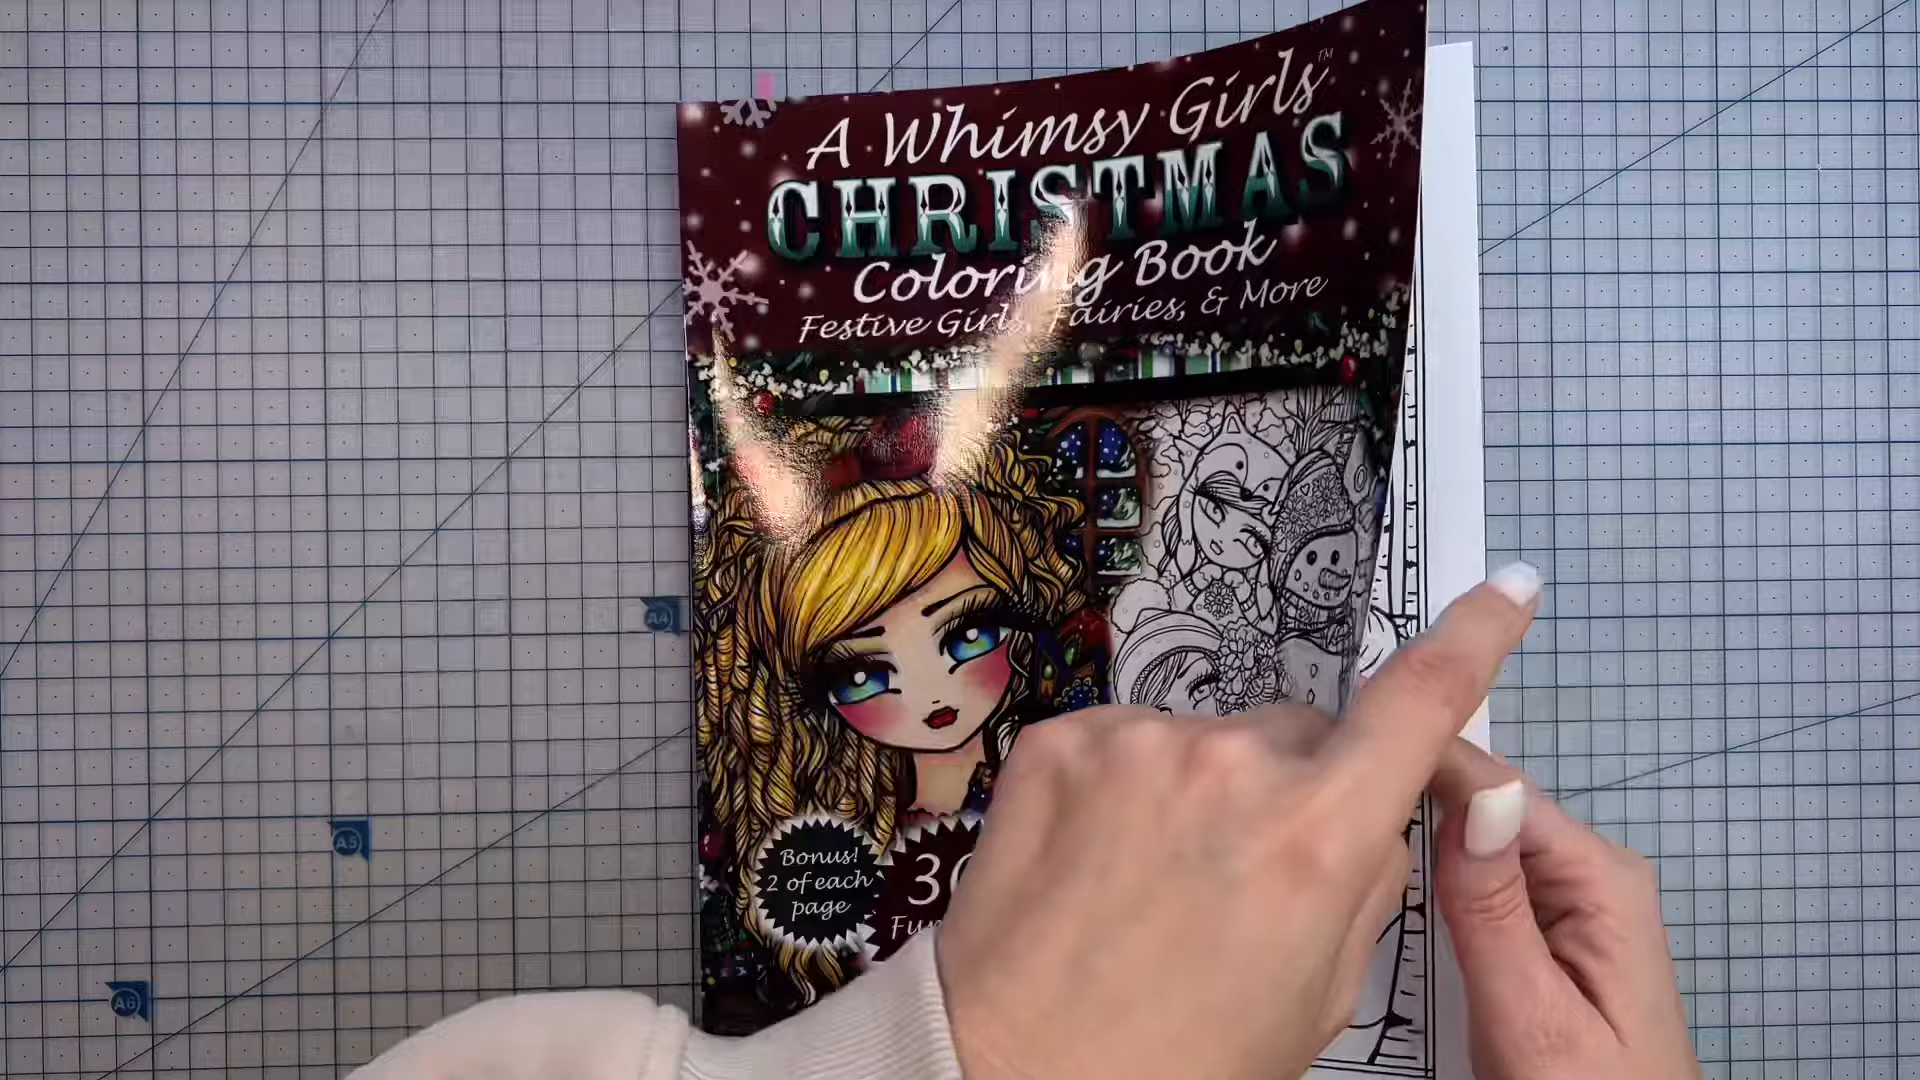 A Whimsy Girls™
CHRISTMAS
Coloring Book
Festive Girls, Fairies, & More
Bonus!
2 of each
page
A4
A5
A6